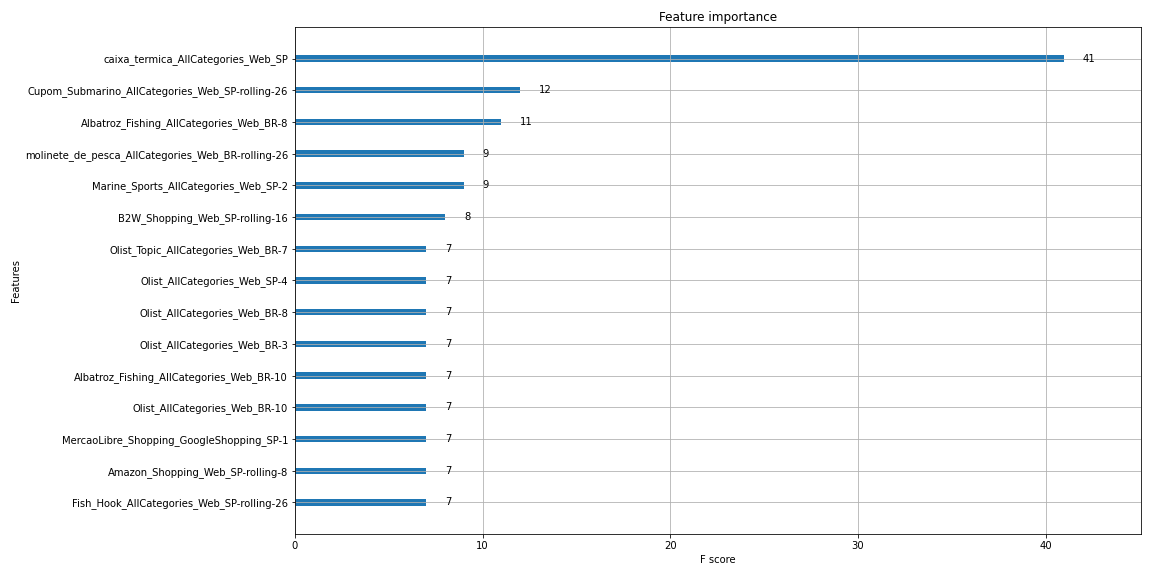 Feature importance
caixa_termica_AllCategories_Web_SP 41
Cupom_Submarino_AllCategories_Web_SP-rolling-26 12
Albatroz_Fishing_AllCategories_Web_BR-8 11
molinete_de_pesca_AllCategories_Web_BR-rolling-26 9
Marine_Sports_AllCategories_Web_SP-2 9
B2W_Shopping_Web_SP-rolling-16 8
Olist_Topic_AllCategories_Web_BR-7 7
Olist_AllCategories_Web_SP-4 7
Olist_AllCategories_Web_BR-8 7
Olist_AllCategories_Web_BR-3 7
Albatroz_Fishing_AllCategories_Web_BR-10 7
Olist_AllCategories_Web_BR-10 7
MercaoLibre_Shopping_GoogleShopping_SP-1 7
Amazon_Shopping_Web_SP-rolling-8 7
Fish_Hook_AllCategories_Web_SP-rolling-26 7
Features
0 10 20 30 40
F score